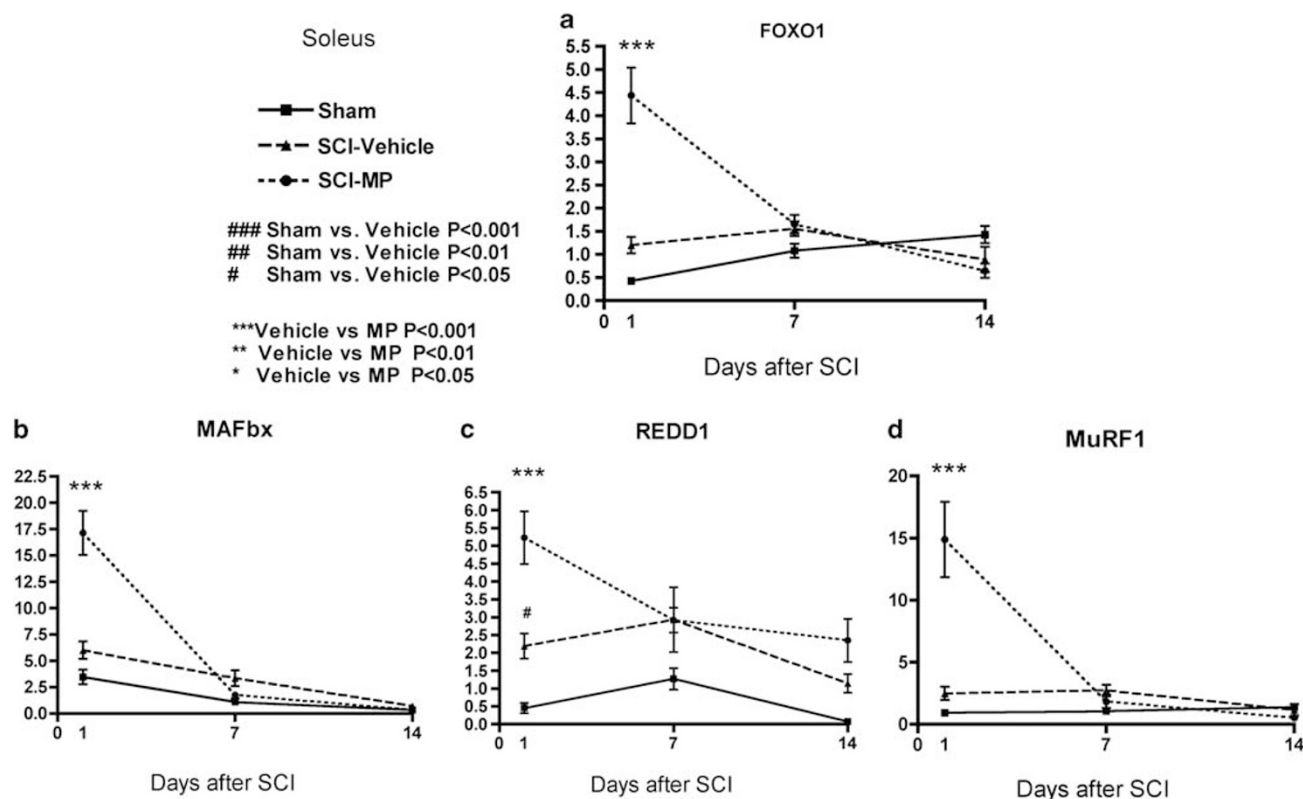 Soleus
Sham
SCI-Vehicle
SCI-MP
### Sham vs. Vehicle P<0.001
## Sham vs. Vehicle P<0.01
# Sham vs. Vehicle P<0.05
***Vehicle vs MP P<0.001
** Vehicle vs MP P<0.01
* Vehicle vs MP P<0.05
a
FOXO1
***
5.5
5.0
4.5
4.0
3.5
3.0
2.5
2.0
1.5
1.0
0.5
0.0
0 1 7 14
Days after SCI
b
MAFbx
***
22.5
20.0
17.5
15.0
12.5
10.0
7.5
5.0
2.5
0.0
0 1 7 14
Days after SCI
c
REDD1
***
#
6.5
6.0
5.5
5.0
4.5
4.0
3.5
3.0
2.5
2.0
1.5
1.0
0.5
0.0
0 1 7 14
Days after SCI
d
MuRF1
***
20
15
10
5
0
0 1 7 14
Days after SCI